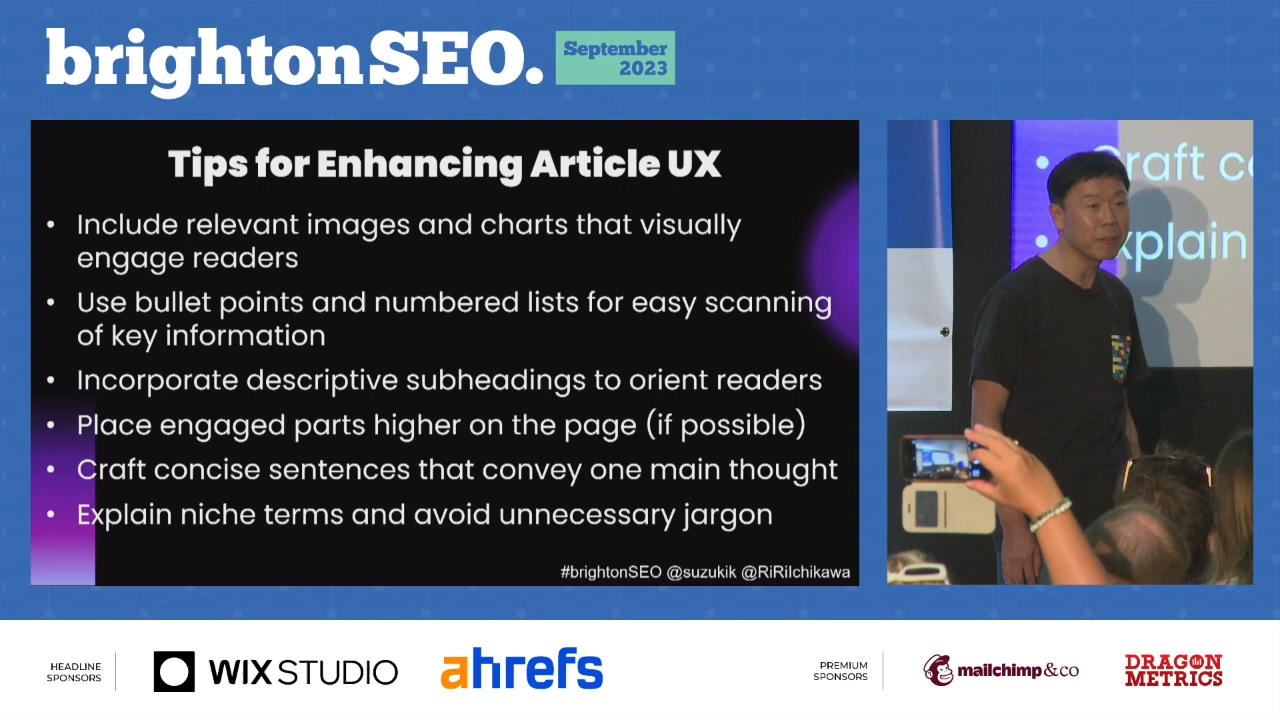 brightonSEO.
September
2023
Tips for Enhancing Article UX
• Include relevant images and charts that visually
engage readers
• Use bullet points and numbered lists for easy scanning
of key information
• Incorporate descriptive subheadings to orient readers
• Place engaged parts higher on the page (if possible)
• Craft concise sentences that convey one main thought
• Explain niche terms and avoid unnecessary jargon
#brightonSEO @suzukik @RiRiIchikawa
• Craft co
• Explain
HEADLINE
SPONSORS
WIX STUDIO
ahrefs
PREMIUM
SPONSORS
mailchimp&co
DRAGON
METRICS